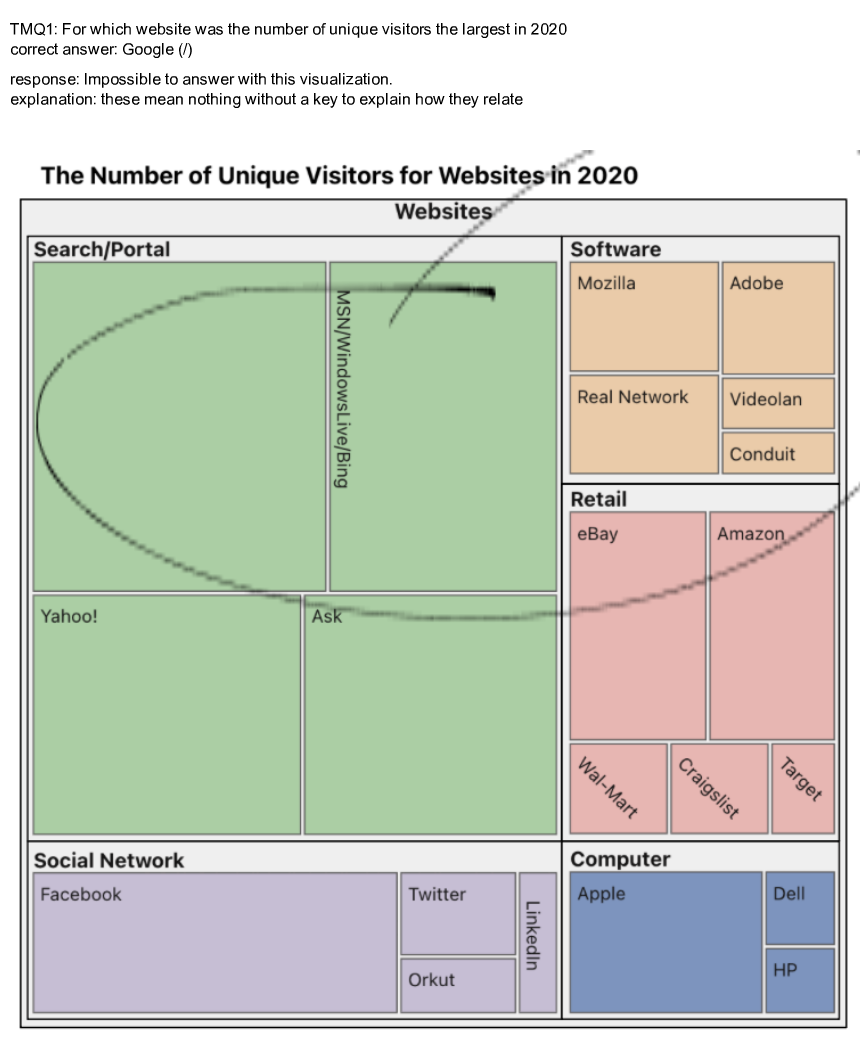 TMQ1: For which website was the number of unique visitors the largest in 2020
correct answer: Google (/)
response: Impossible to answer with this visualization.
explanation: these mean nothing without a key to explain how they relate
The Number of Unique Visitors for Websites in 2020
Websites
Search/Portal
MSN/WindowsLive/Bing
Yahoo!
Ask
Software
Mozilla
Adobe
Real Network
Videolan
Conduit
Retail
eBay
Amazon
Wal-Mart
Craigslist
Target
Social Network
Facebook
Twitter
LinkedIn
Orkut
Computer
Apple
Dell
HP